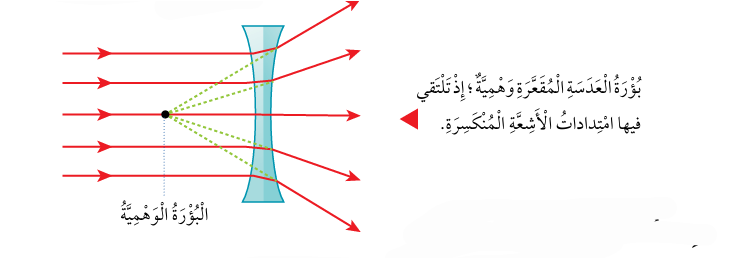 بُؤْرَةُ الْعَدَسَةِ الْمُقَعَّرَةِ وَهْمِيَّةٌ؛ إِذْ تَلْتَقي
فيها امْتِداداتُ الْأَشِعَّةِ الْمُنْكَسِرَةِ.
الْبُؤْرَةُ الْوَهْمِيَّةُ